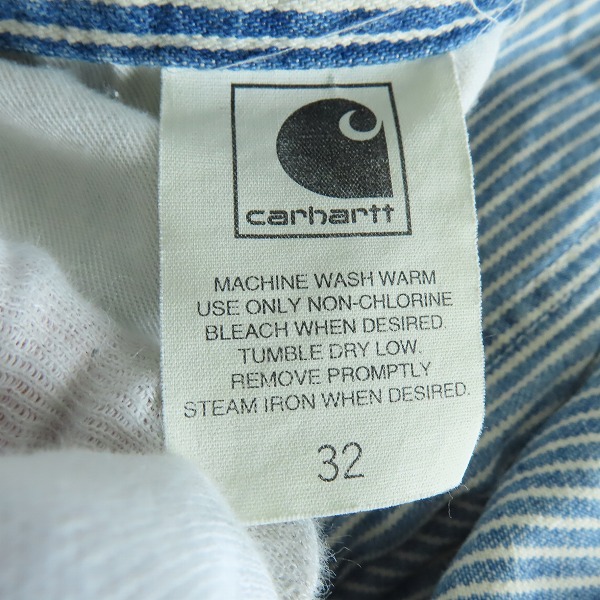 carhartt
MACHINE WASH WARM
USE ONLY NON-CHLORINE
BLEACH WHEN DESIRED.
TUMBLE DRY LOW.
REMOVE PROMPTLY
STEAM IRON WHEN DESIRED.
32